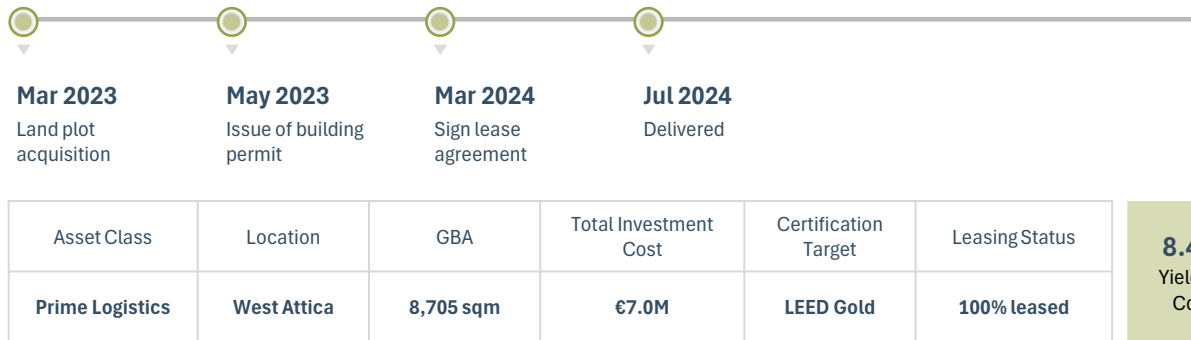 Mar 2023
Land plot
acquisition
May 2023
Issue of building
permit
Mar 2024
Sign lease
agreement
Jul 2024
Delivered
Asset Class
Location
GBA
Total Investment
Cost
Certification
Target
Leasing Status
Prime Logistics
West Attica
8,705 sqm
€7.0M
LEED Gold
100% leased